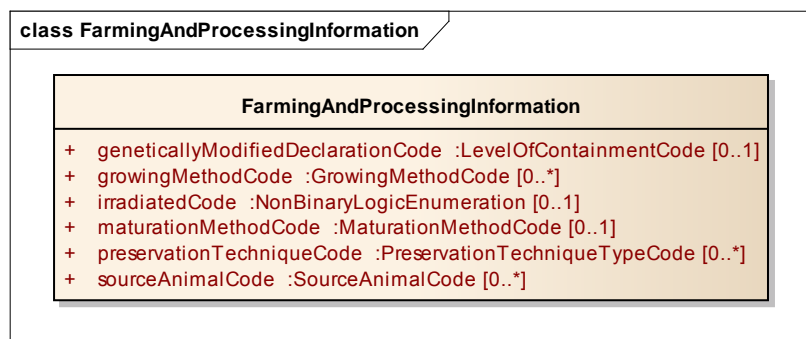 class FarmingAndProcessingInformation
FarmingAndProcessingInformation
+ geneticallyModifiedDeclarationCode :LevelOfContainmentCode [0..1]
+ growingMethodCode :GrowingMethodCode [0..*]
+ irradiatedCode :NonBinaryLogicEnumeration [0..1]
+ maturationMethodCode :MaturationMethodCode [0..1]
+ preservationTechniqueCode :PreservationTechniqueTypeCode [0..*]
+ sourceAnimalCode :SourceAnimalCode [0..*]